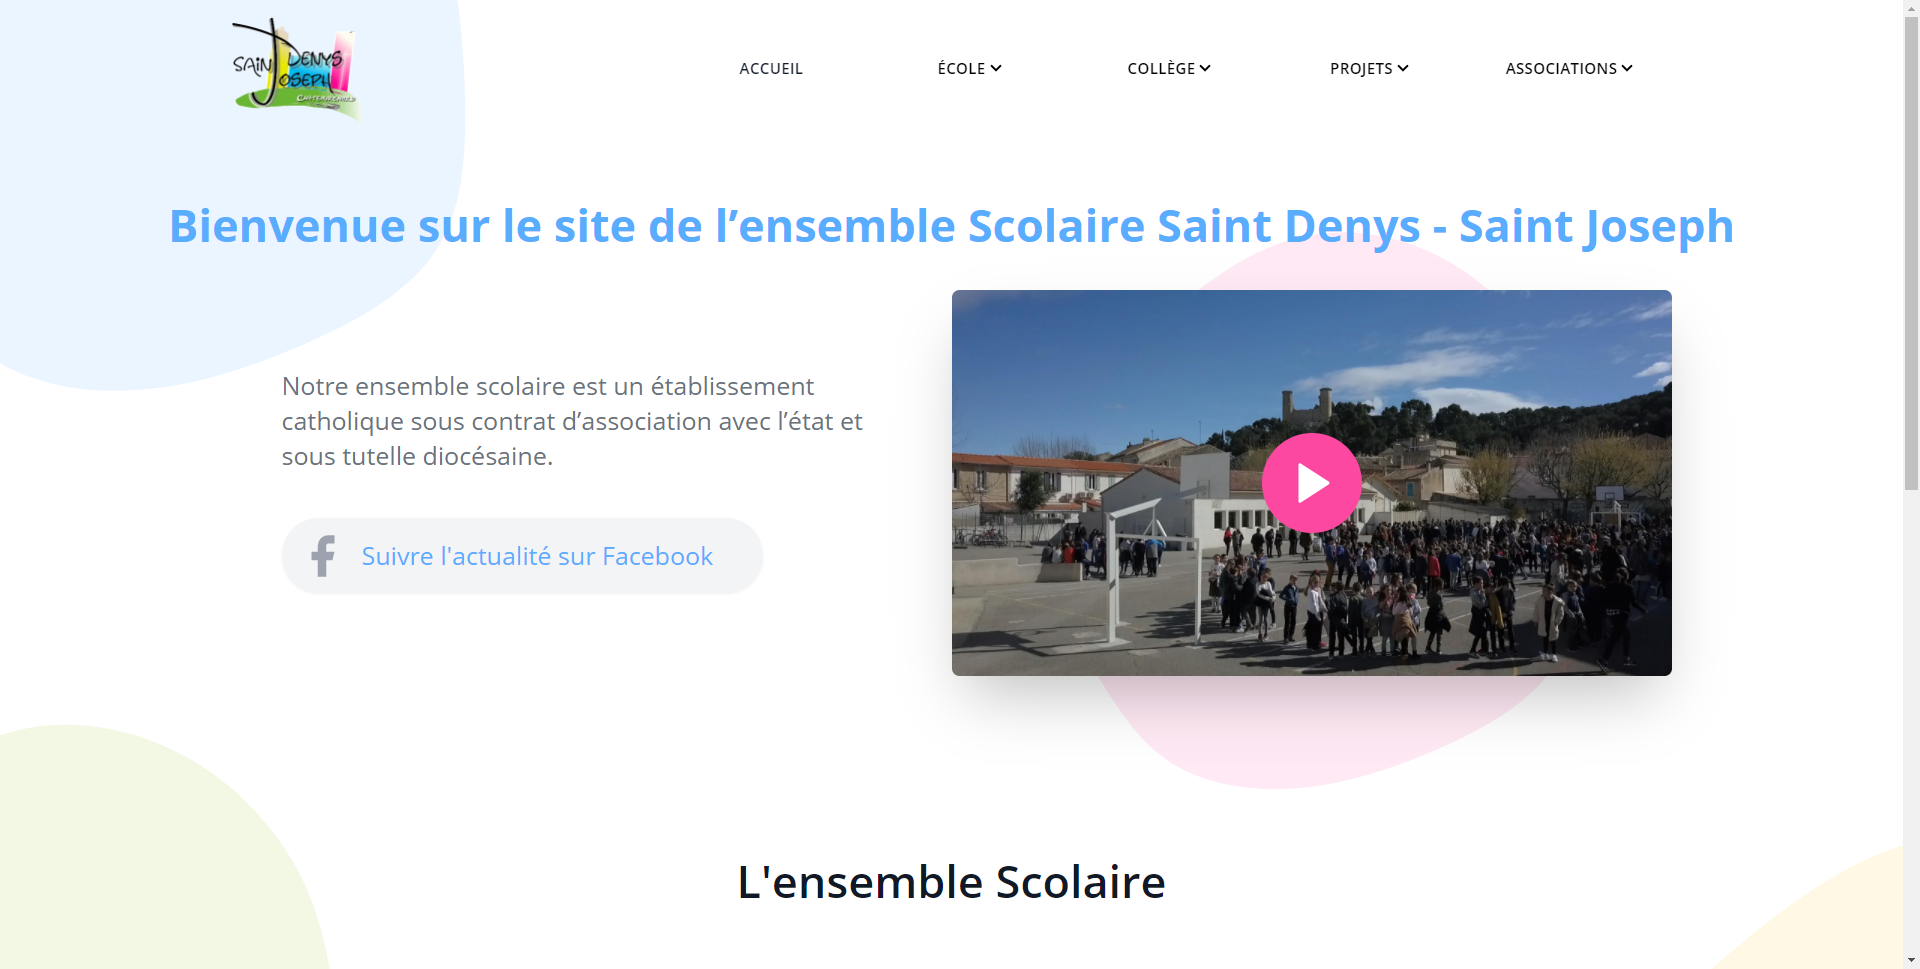 SAINT DENYS
JOSEPH
CHATEAURENARD
ACCUEIL
ÉCOLE
COLLÈGE
PROJETS
ASSOCIATIONS
Bienvenue sur le site de l’ensemble Scolaire Saint Denys - Saint Joseph
Notre ensemble scolaire est un établissement
catholique sous contrat d’association avec l’état et
sous tutelle diocésaine.
Suivre l'actualité sur Facebook
L'ensemble Scolaire